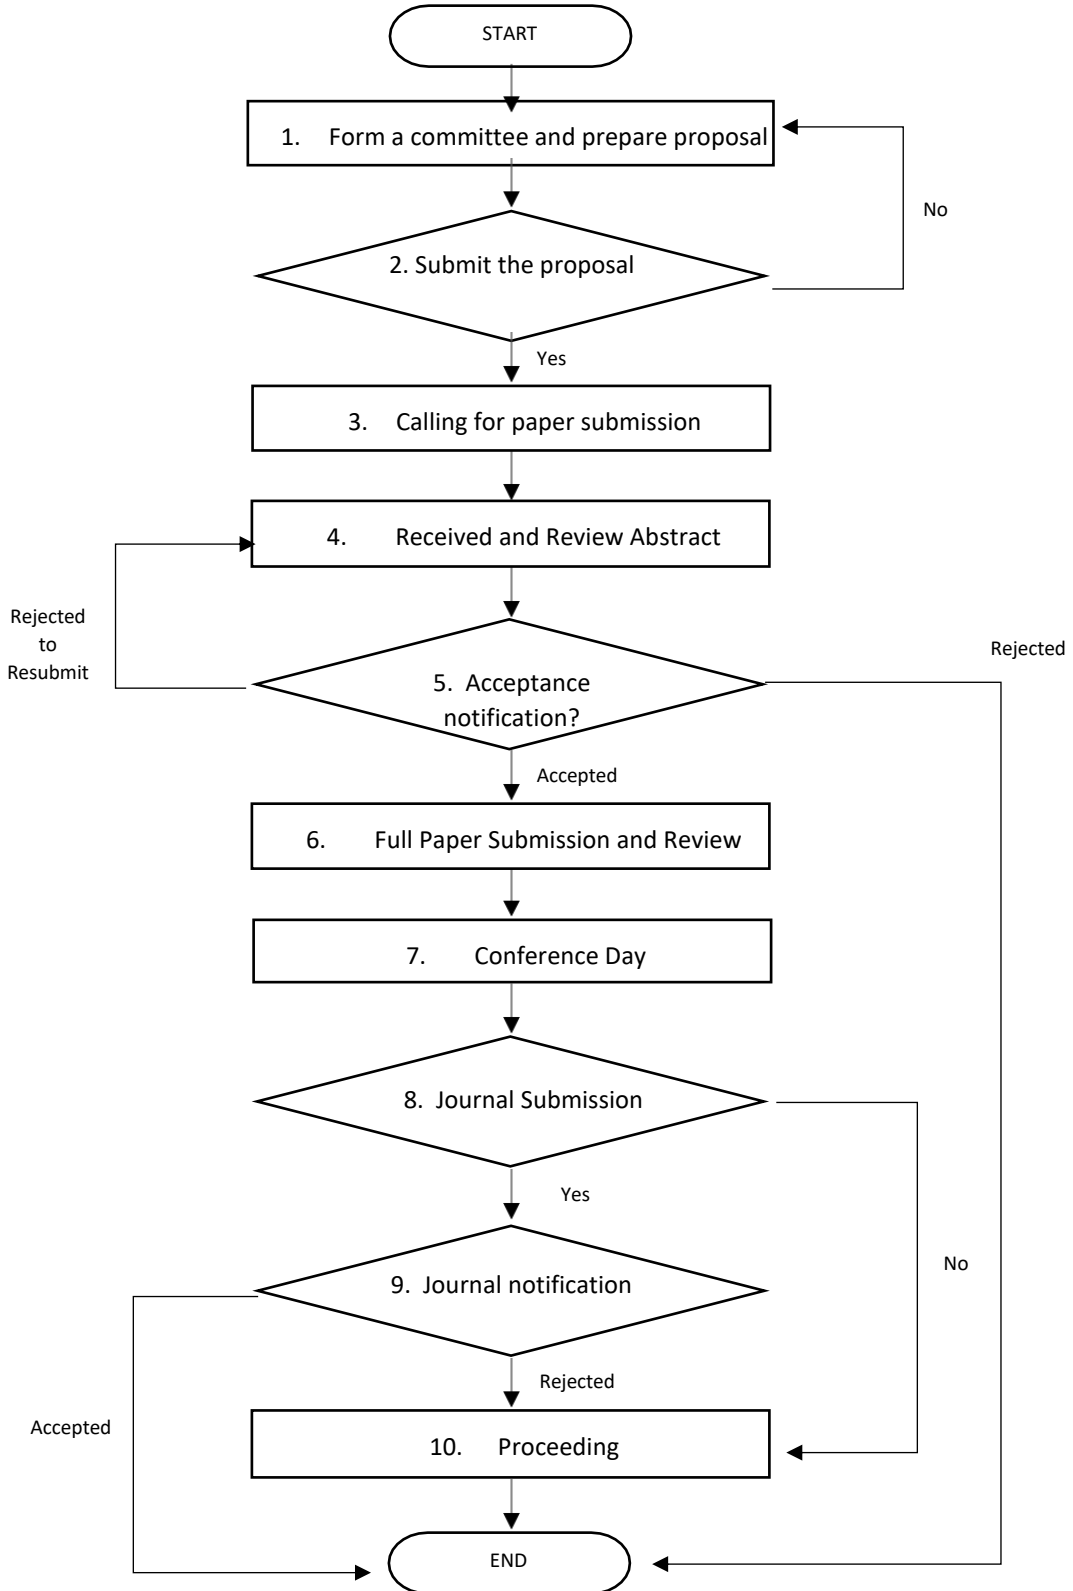 START
1. Form a committee and prepare proposal
No
2. Submit the proposal
Yes
3. Calling for paper submission
4. Received and Review Abstract
Rejected
to
Resubmit
Rejected
5. Acceptance
notification?
Accepted
6. Full Paper Submission and Review
7. Conference Day
8. Journal Submission
Yes
No
9. Journal notification
Rejected
Accepted
10. Proceeding
END